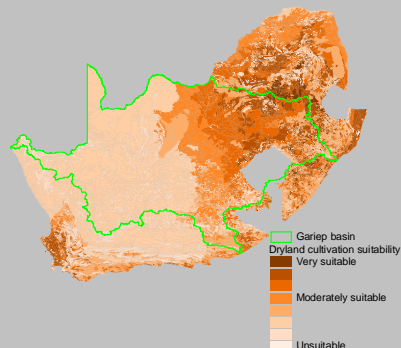 Gariep basin
Dryland cultivation suitability
Very suitable
Moderately suitable
Unsuitable